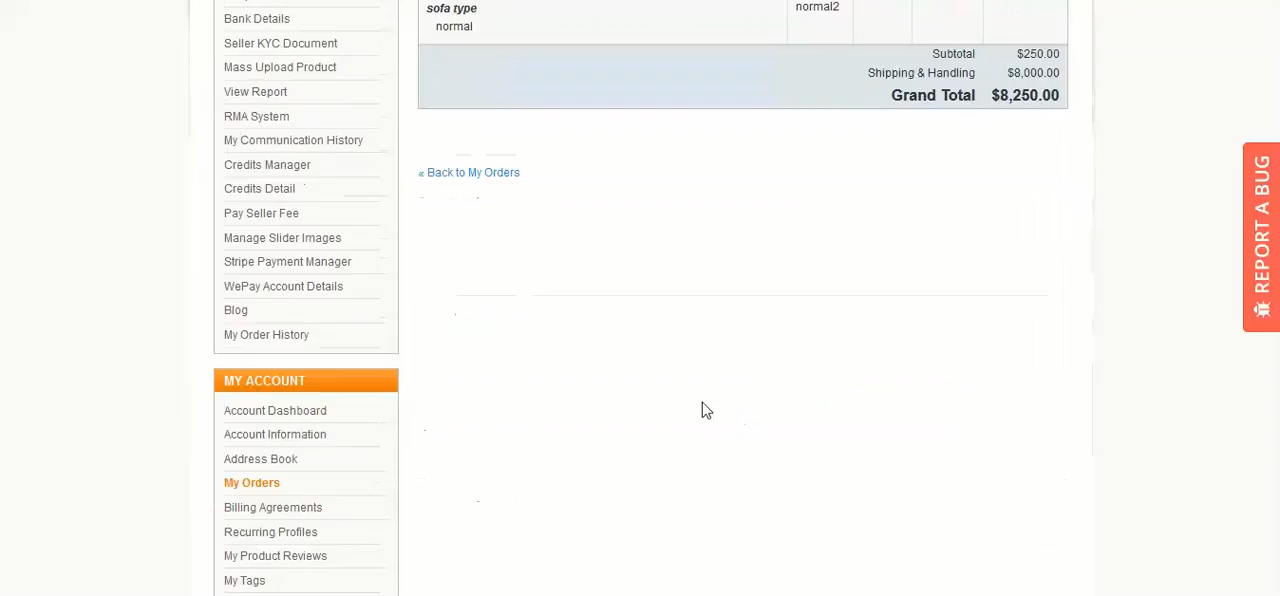 Bank Details
Seller KYC Document
Mass Upload Product
View Report
RMA System
My Communication History
Credits Manager
Credits Detail
Pay Seller Fee
Manage Slider Images
Stripe Payment Manager
WePay Account Details
Blog
My Order History
MY ACCOUNT
Account Dashboard
Account Information
Address Book
My Orders
Billing Agreements
Recurring Profiles
My Product Reviews
My Tags
sofa type
normal
normal2
Subtotal $250.00
Shipping & Handling $8,000.00
Grand Total $8,250.00
« Back to My Orders
REPORT A BUG